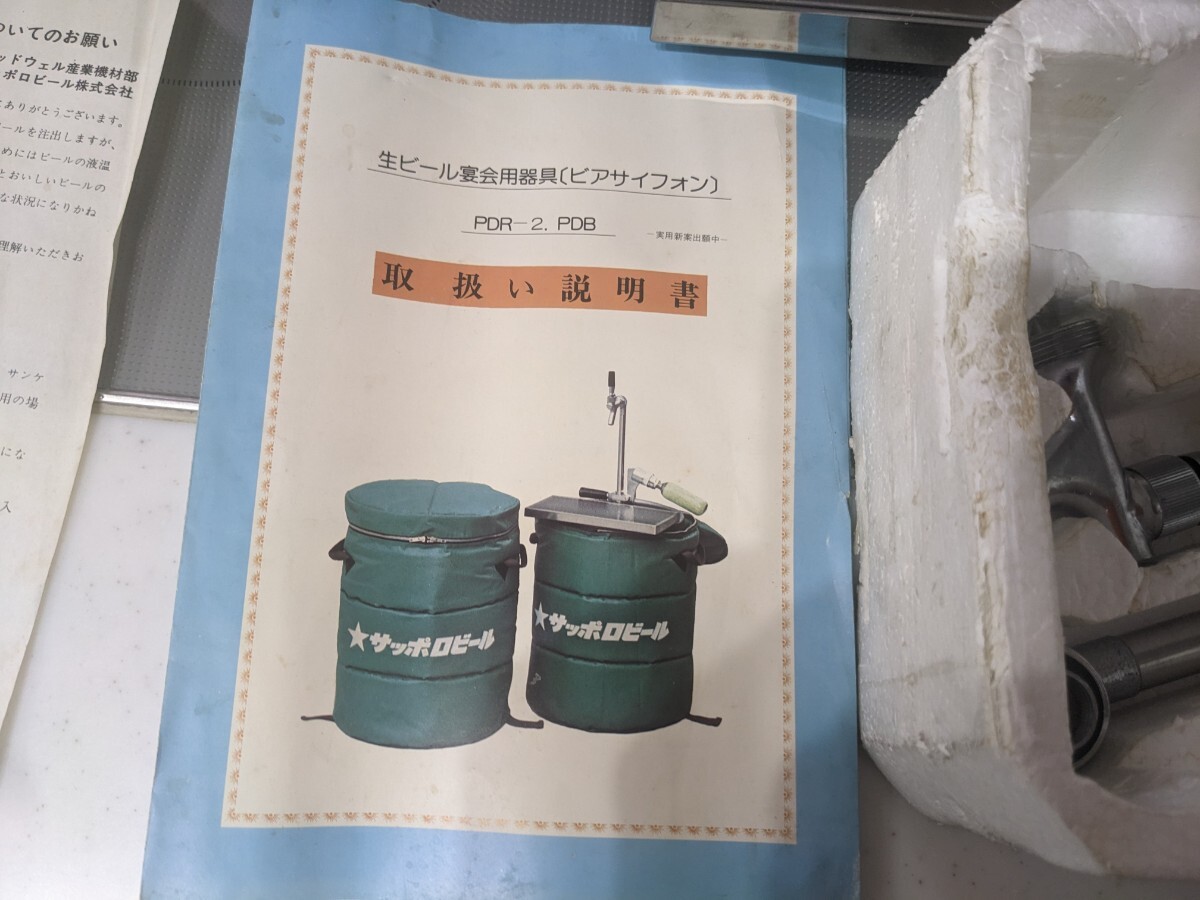 ついてのお願い
ッドウェル産業機材部
ポロビール株式会社
ありがとうございます。
ールを注出しますが、
めにはビールの液温
とおいしいビールの
な状況になりかね
理解いただきお
サンケ
用の場
にな
入
生ビール宴会用器具〔ビアサイフォン〕
PDR-2. PDB
-実用新案出願中-
取扱い説明書
★サッポロビール
★サッポロビール